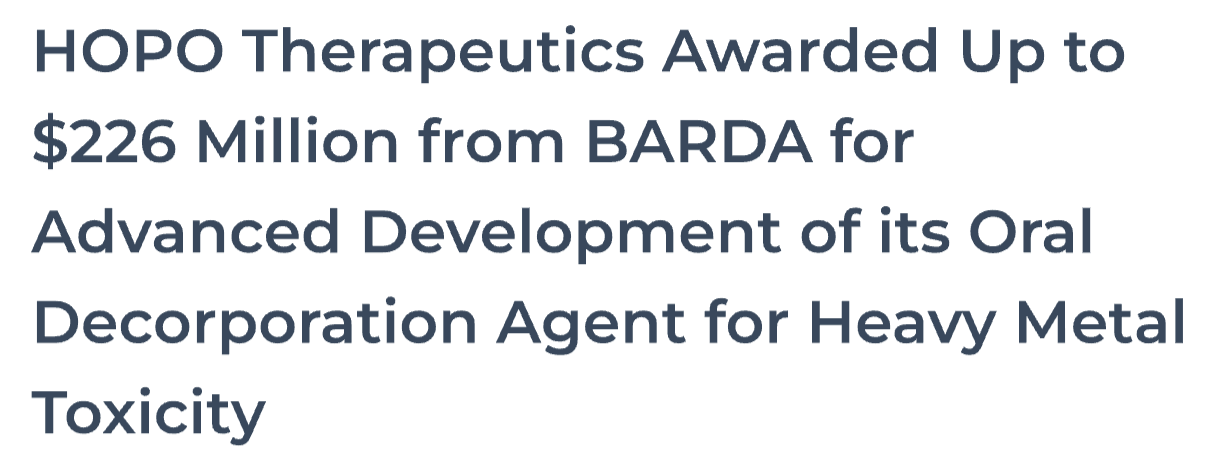 HOPO Therapeutics Awarded Up to
$226 Million from BARDA for
Advanced Development of its Oral
Decorporation Agent for Heavy Metal
Toxicity